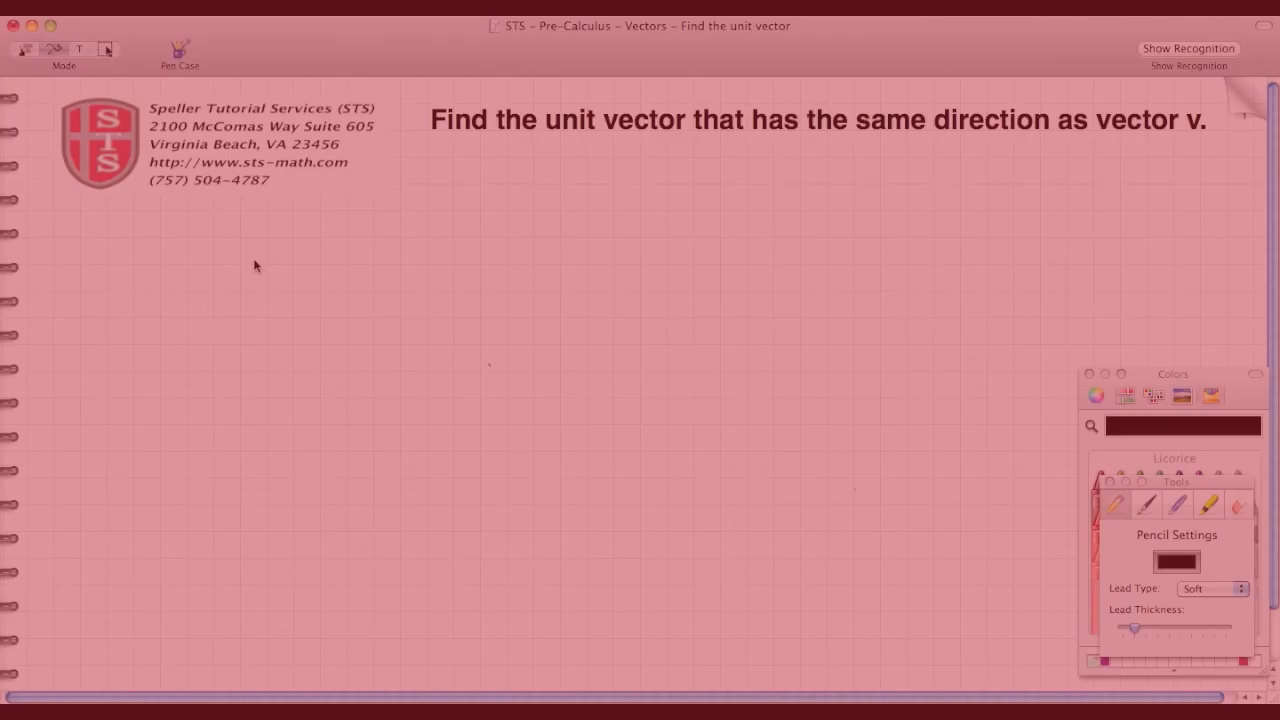 STS - Pre-Calculus - Vectors - Find the unit vector
T
Show Recognition
Mode
Pen Case
Show Recognition
Speller Tutorial Services (STS)
2100 McComas Way Suite 605
Virginia Beach, VA 23456
http://www.sts-math.com
(757) 504-4787
STS
Find the unit vector that has the same direction as vector v.
1
Colors
Licorice
Tools
Pencil Settings
Lead Type:
Soft
Lead Thickness: